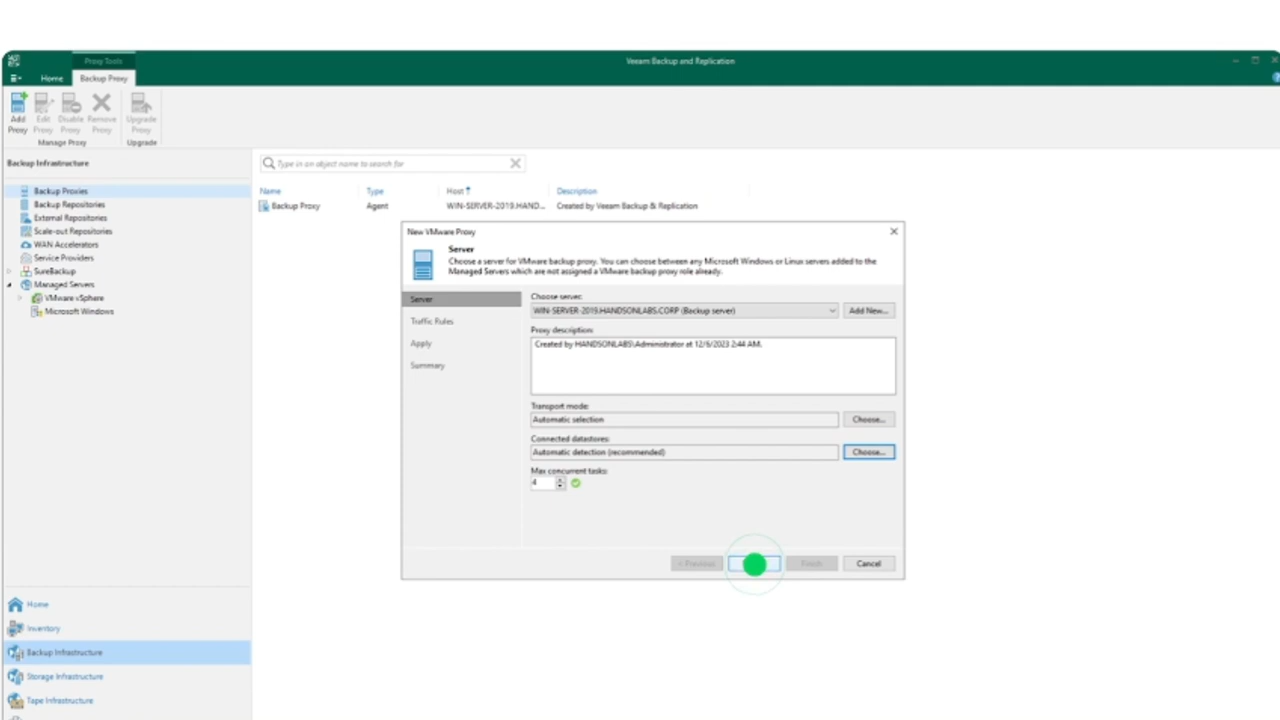 Proxy Tools
Veeam Backup and Replication
Home
Backup Proxy
Add Proxy
Edit Proxy
Disable Proxy
Remove Proxy
Upgrade Proxy
Manage Proxy
Upgrade
Backup Infrastructure
Type in an object name to search for
Backup Proxies
Backup Repositories
External Repositories
Scale-out Repositories
WAN Accelerators
Service Providers
SureBackup
Managed Servers
VMware vSphere
Microsoft Windows
Name
Type
Host
Description
Backup Proxy
Agent
WIN-SERVER-2019.HAND...
Created by Veeam Backup & Replication
New VMware Proxy
Server
Choose a server for VMware backup proxy. You can choose between any Microsoft Windows or Linux servers added to the
Managed Servers which are not assigned a VMware backup proxy role already.
Server
Traffic Rules
Apply
Summary
Choose server:
WIN-SERVER-2019.HANDSONLABS.CORP (Backup server)
Add New...
Proxy description:
Created by HANDSONLABS\Administrator at 12/6/2023 2:44 AM.
Transport mode:
Automatic selection
Choose...
Connected datastores:
Automatic detection (recommended)
Choose...
Max concurrent tasks:
4
< Previous
Finish
Cancel
Home
Inventory
Backup Infrastructure
Storage Infrastructure
Tape Infrastructure